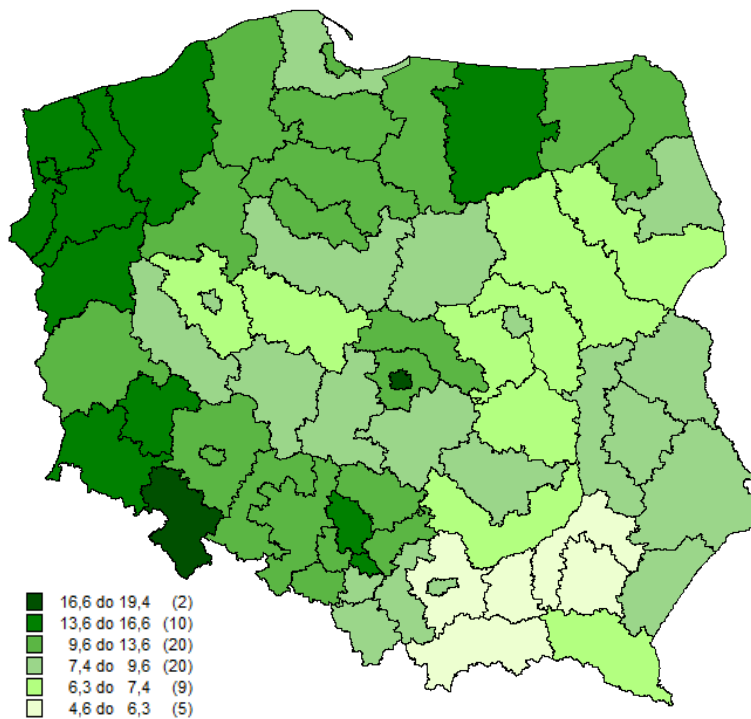 16,6 do 19,4 (2)
13,6 do 16,6 (10)
9,6 do 13,6 (20)
7,4 do 9,6 (20)
6,3 do 7,4 (9)
4,6 do 6,3 (5)